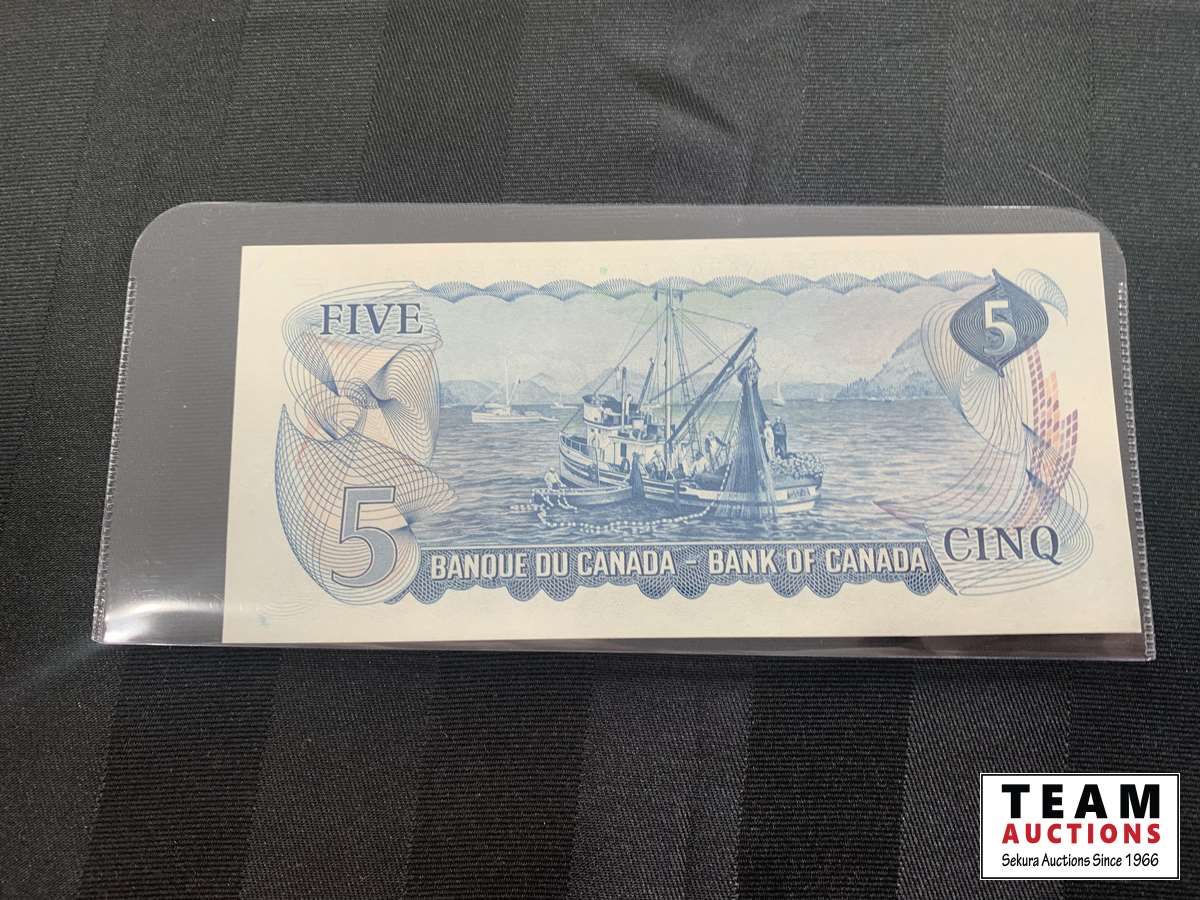 FIVE
5
5
BANQUE DU CANADA - BANK OF CANADA
CINQ
TEAM
AUCTIONS
Sekura Auctions Since 1966